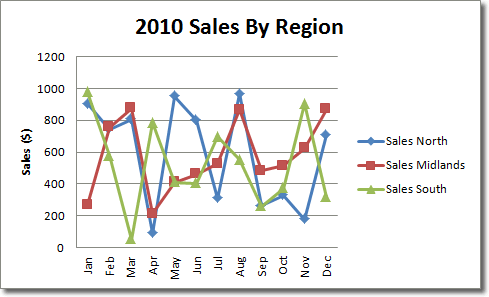 2010 Sales By Region
Sales ($)
1200
1000
800
600
400
200
0
Jan
Feb
Mar
Apr
May
Jun
Jul
Aug
Sep
Oct
Nov
Dec
Sales North
Sales Midlands
Sales South